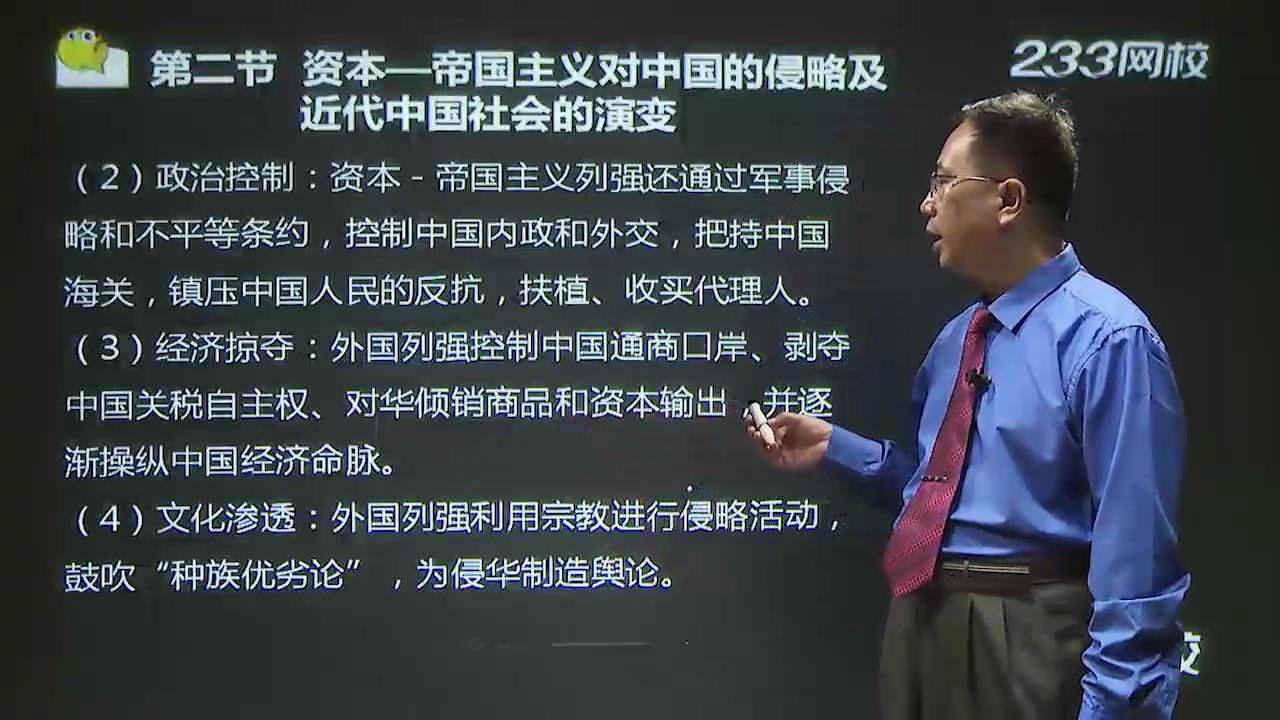 第二节 资本—帝国主义对中国的侵略及
近代中国社会的演变
233网校
（2）政治控制：资本－帝国主义列强还通过军事侵
略和不平等条约，控制中国内政和外交，把持中国
海关，镇压中国人民的反抗，扶植、收买代理人。
（3）经济掠夺：外国列强控制中国通商口岸、剥夺
中国关税自主权、对华倾销商品和资本输出，并逐
渐操纵中国经济命脉。
（4）文化渗透：外国列强利用宗教进行侵略活动，
鼓吹“种族优劣论”，为侵华制造舆论。
校